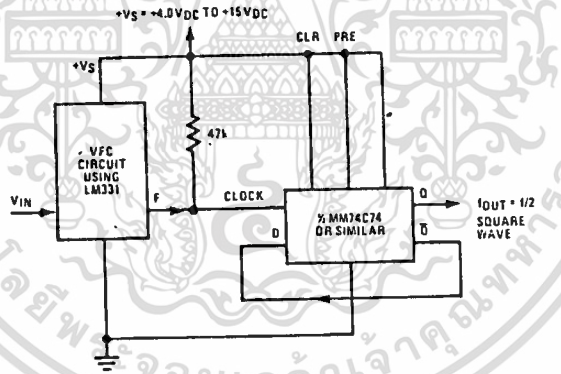 +VS = +4.0VDC TO +15VDC
CLR PRE
+VS
47k
VFC
CIRCUIT
USING
LM331
VIN
F
CLOCK
D
½ MM74C74
OR SIMILAR
Q
Q̅
fOUT = 1/2
SQUARE
WAVE